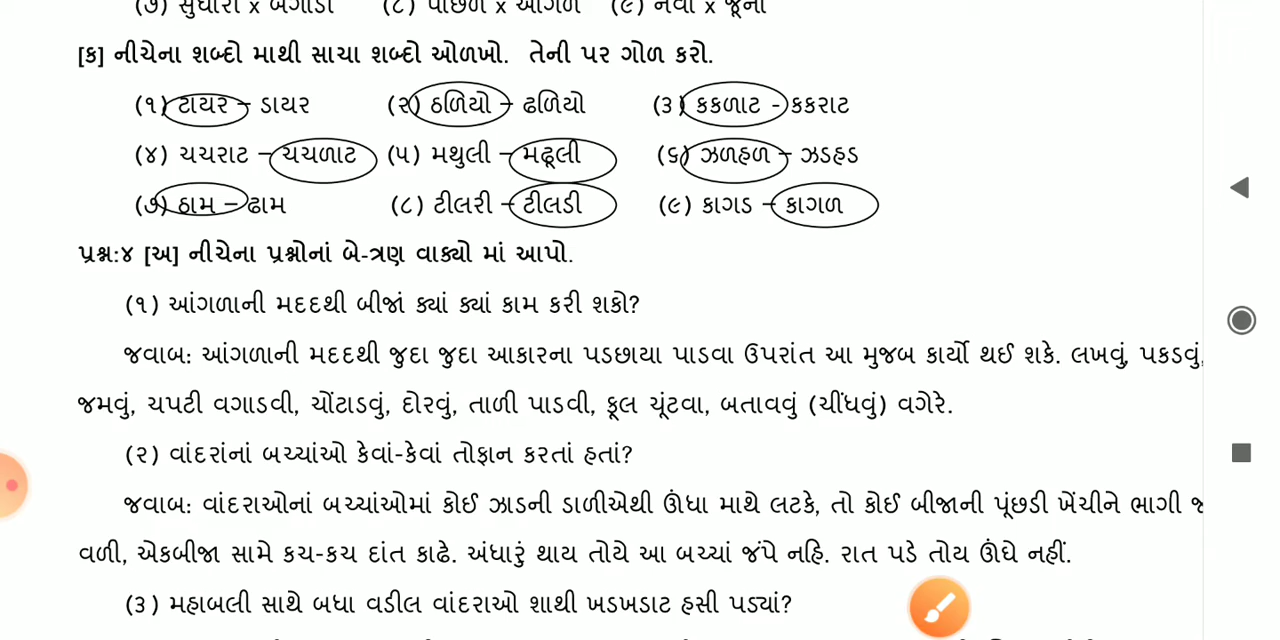 (૭) સુધારો x બગાડો (૮) પાછળ x આગળ (૯) નવો x જૂનો
[ક] નીચેના શબ્દો માથી સાચા શબ્દો ઓળખો. તેની પર ગોળ કરો.
(૧) ટાયર – ડાયર (૨) ઠળિયો – ઢળિયો (૩) કકળાટ - કકરાટ
(૪) ચચરાટ – ચચળાટ (૫) મથુલી – મઢૂલી (૬) ઝળહળ – ઝડહડ
(૭) ઠામ – ઢામ (૮) ટીલરી – ટીલડી (૯) કાગડ – કાગળ
પ્રશ્ન:૪ [અ] નીચેના પ્રશ્નોનાં બે-ત્રણ વાક્યો માં આપો.
(૧) આંગળાની મદદથી બીજાં ક્યાં ક્યાં કામ કરી શકો?
જવાબ: આંગળાની મદદથી જુદા જુદા આકારના પડછાયા પાડવા ઉપરાંત આ મુજબ કાર્યો થઈ શકે. લખવું, પકડવું,
જમવું, ચપટી વગાડવી, ચોંટાડવું, દોરવું, તાળી પાડવી, ફૂલ ચૂંટવા, બતાવવું (ચીંધવું) વગેરે.
(૨) વાંદરાંનાં બચ્ચાંઓ કેવાં-કેવાં તોફાન કરતાં હતાં?
જવાબ: વાંદરાઓનાં બચ્ચાંઓમાં કોઈ ઝાડની ડાળીએથી ઊંધા માથે લટકે, તો કોઈ બીજાની પૂંછડી ખેંચીને ભાગી
વળી, એકબીજા સામે કચ-કચ દાંત કાઢે. અંધારું થાય તોયે આ બચ્ચાં જંપે નહિ. રાત પડે તોય ઊંઘે નહીં.
(૩) મહાબલી સાથે બધા વડીલ વાંદરાઓ શાથી ખડખડાટ હસી પડ્યાં?